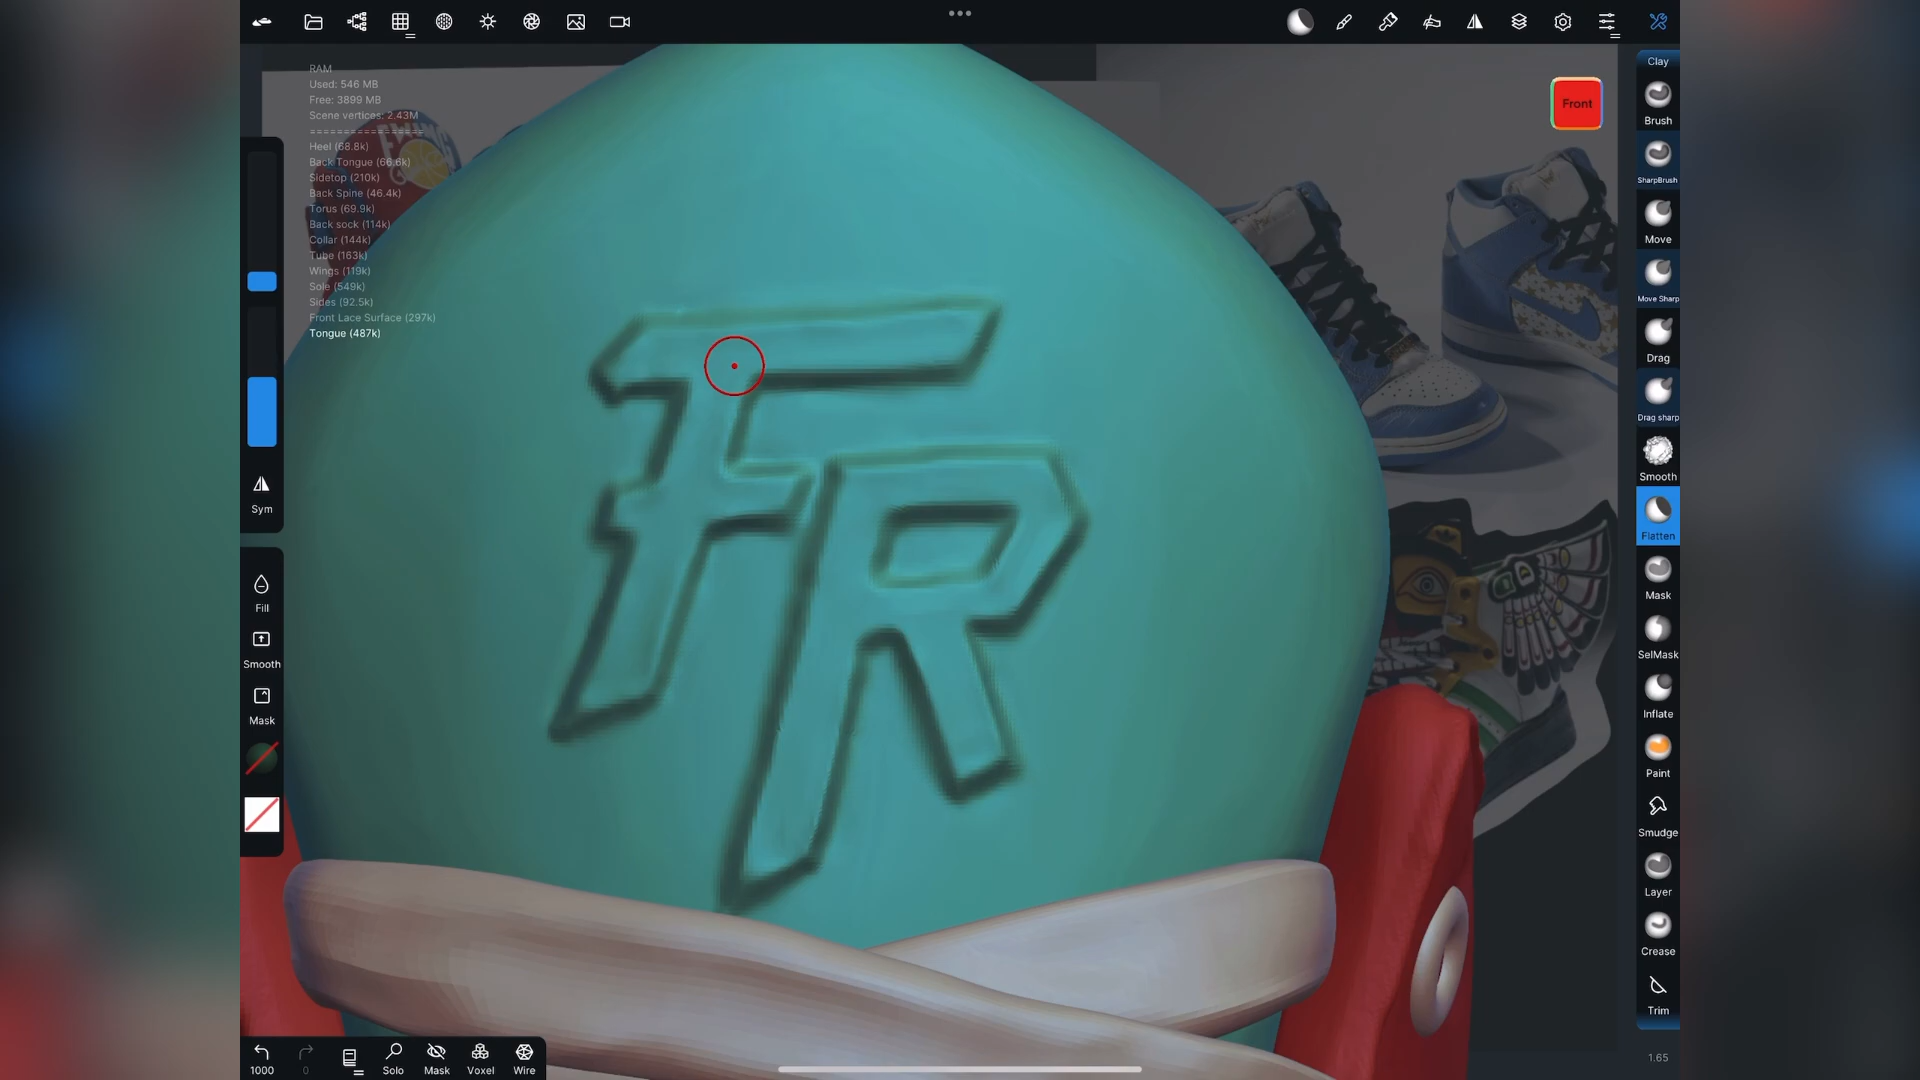 RAM
Used: 546 MB
Free: 3899 MB
Scene vertices: 2.43M
==================
Heel (68.8k)
Back Tongue (66.6k)
Sidetop (210k)
Back Spine (46.4k)
Torus (69.9k)
Back sock (114k)
Collar (144k)
Tube (163k)
Wings (119k)
Sole (549k)
Sides (92.5k)
Front Lace Surface (297k)
Tongue (487k)
EWING
Front
FR
Sym
Fill
Smooth
Mask
1000
0
Solo
Mask
Voxel
Wire
Clay
Brush
SharpBrush
Move
Move Sharp
Drag
Drag sharp
Smooth
Flatten
Mask
SelMask
Inflate
Paint
Smudge
Layer
Crease
Trim
1.65